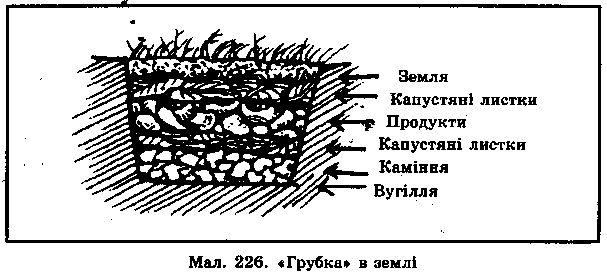 Земля
Капустяні листки
Продукти
Капустяні листки
Каміння
Вугілля
Мал. 226. «Грубка» в землі